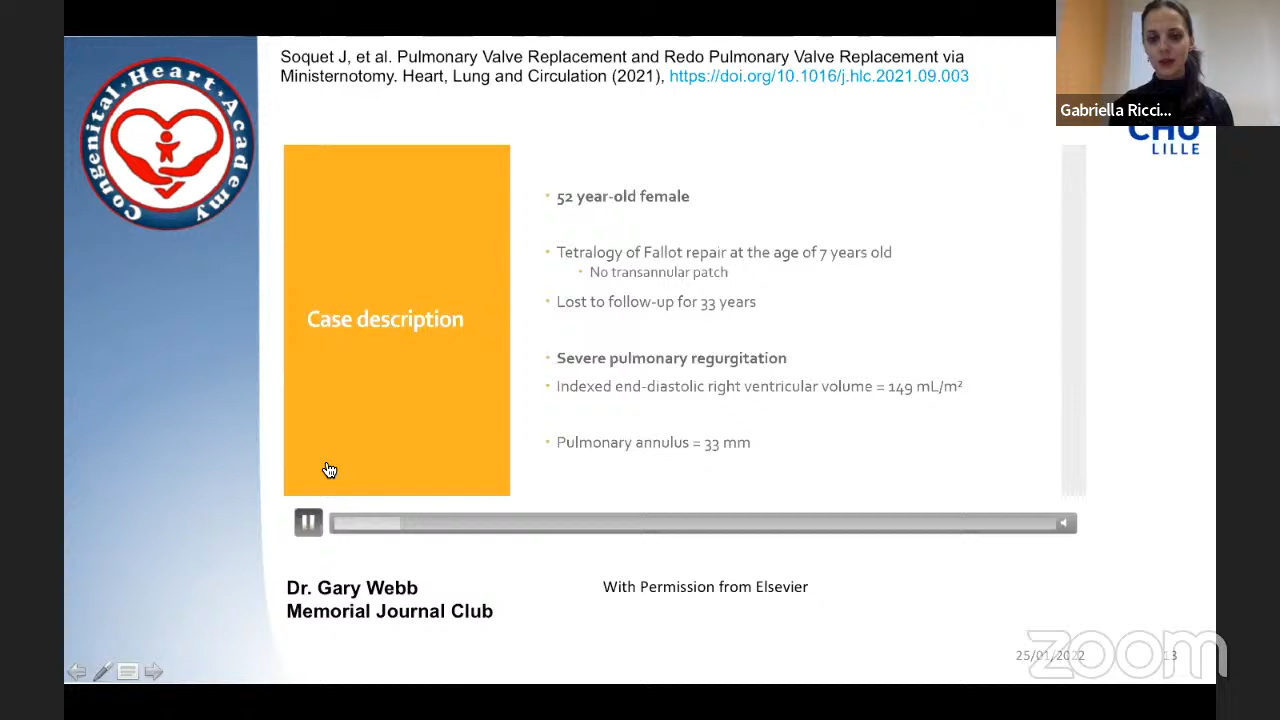 Soquet J, et al. Pulmonary Valve Replacement and Redo Pulmonary Valve Replacement via
Ministernotomy. Heart, Lung and Circulation (2021), https://doi.org/10.1016/j.hlc.2021.09.003
Gabriella Ricci...
Congenital Heart Academy
CHU
LILLE
Case description
• 52 year-old female
• Tetralogy of Fallot repair at the age of 7 years old
• No transannular patch
• Lost to follow-up for 33 years
• Severe pulmonary regurgitation
• Indexed end-diastolic right ventricular volume = 149 mL/m²
• Pulmonary annulus = 33 mm
Dr. Gary Webb
Memorial Journal Club
With Permission from Elsevier
25/01/2022
13
zoom